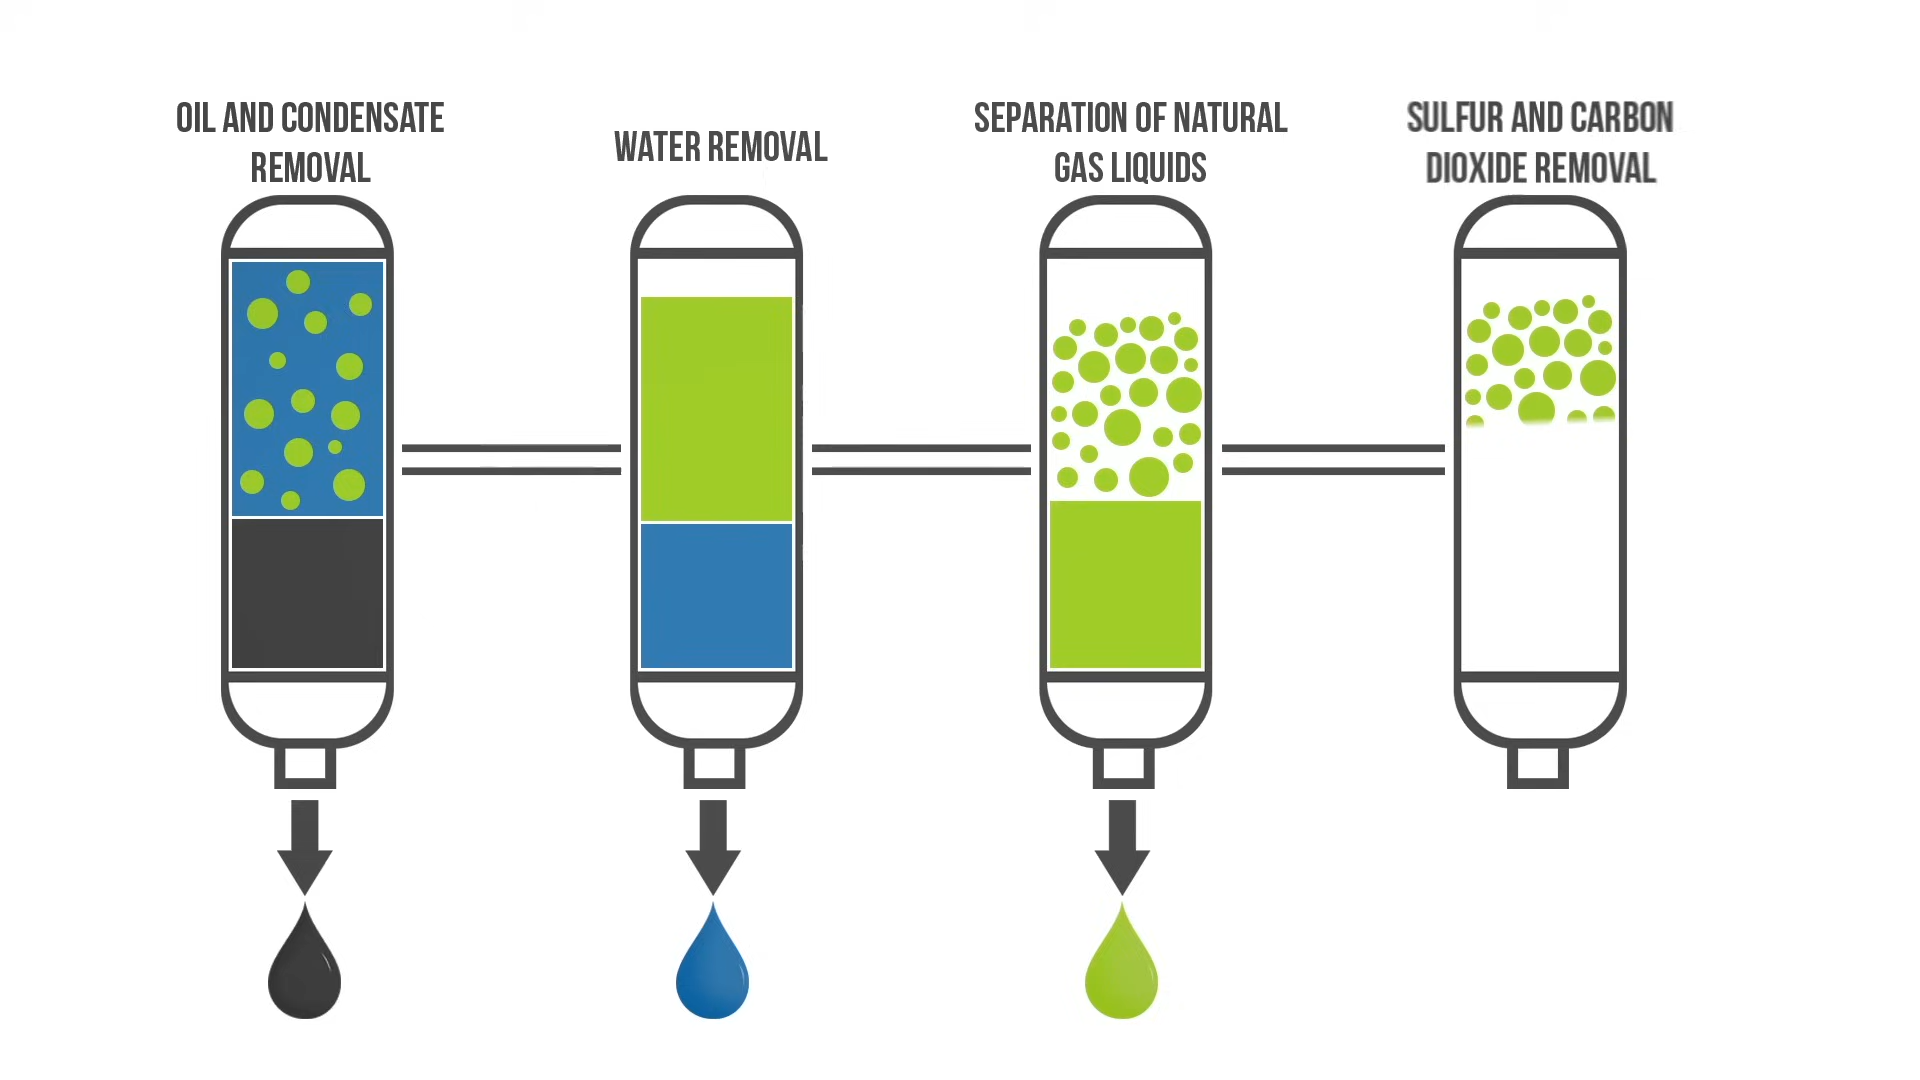 OIL AND CONDENSATE
REMOVAL
WATER REMOVAL
SEPARATION OF NATURAL
GAS LIQUIDS
SULFUR AND CARBON
DIOXIDE REMOVAL